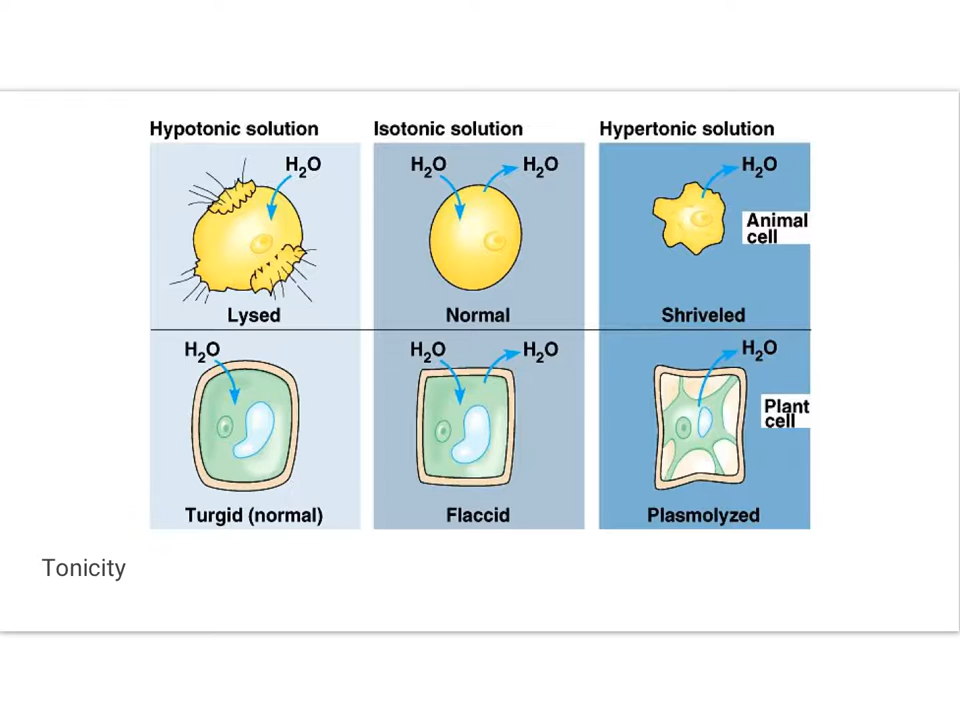 Hypotonic solution
Isotonic solution
Hypertonic solution
H₂O
H₂O
H₂O
H₂O
Animal
cell
Lysed
Normal
Shriveled
H₂O
H₂O
H₂O
H₂O
Plant
cell
Turgid (normal)
Flaccid
Plasmolyzed
Tonicity